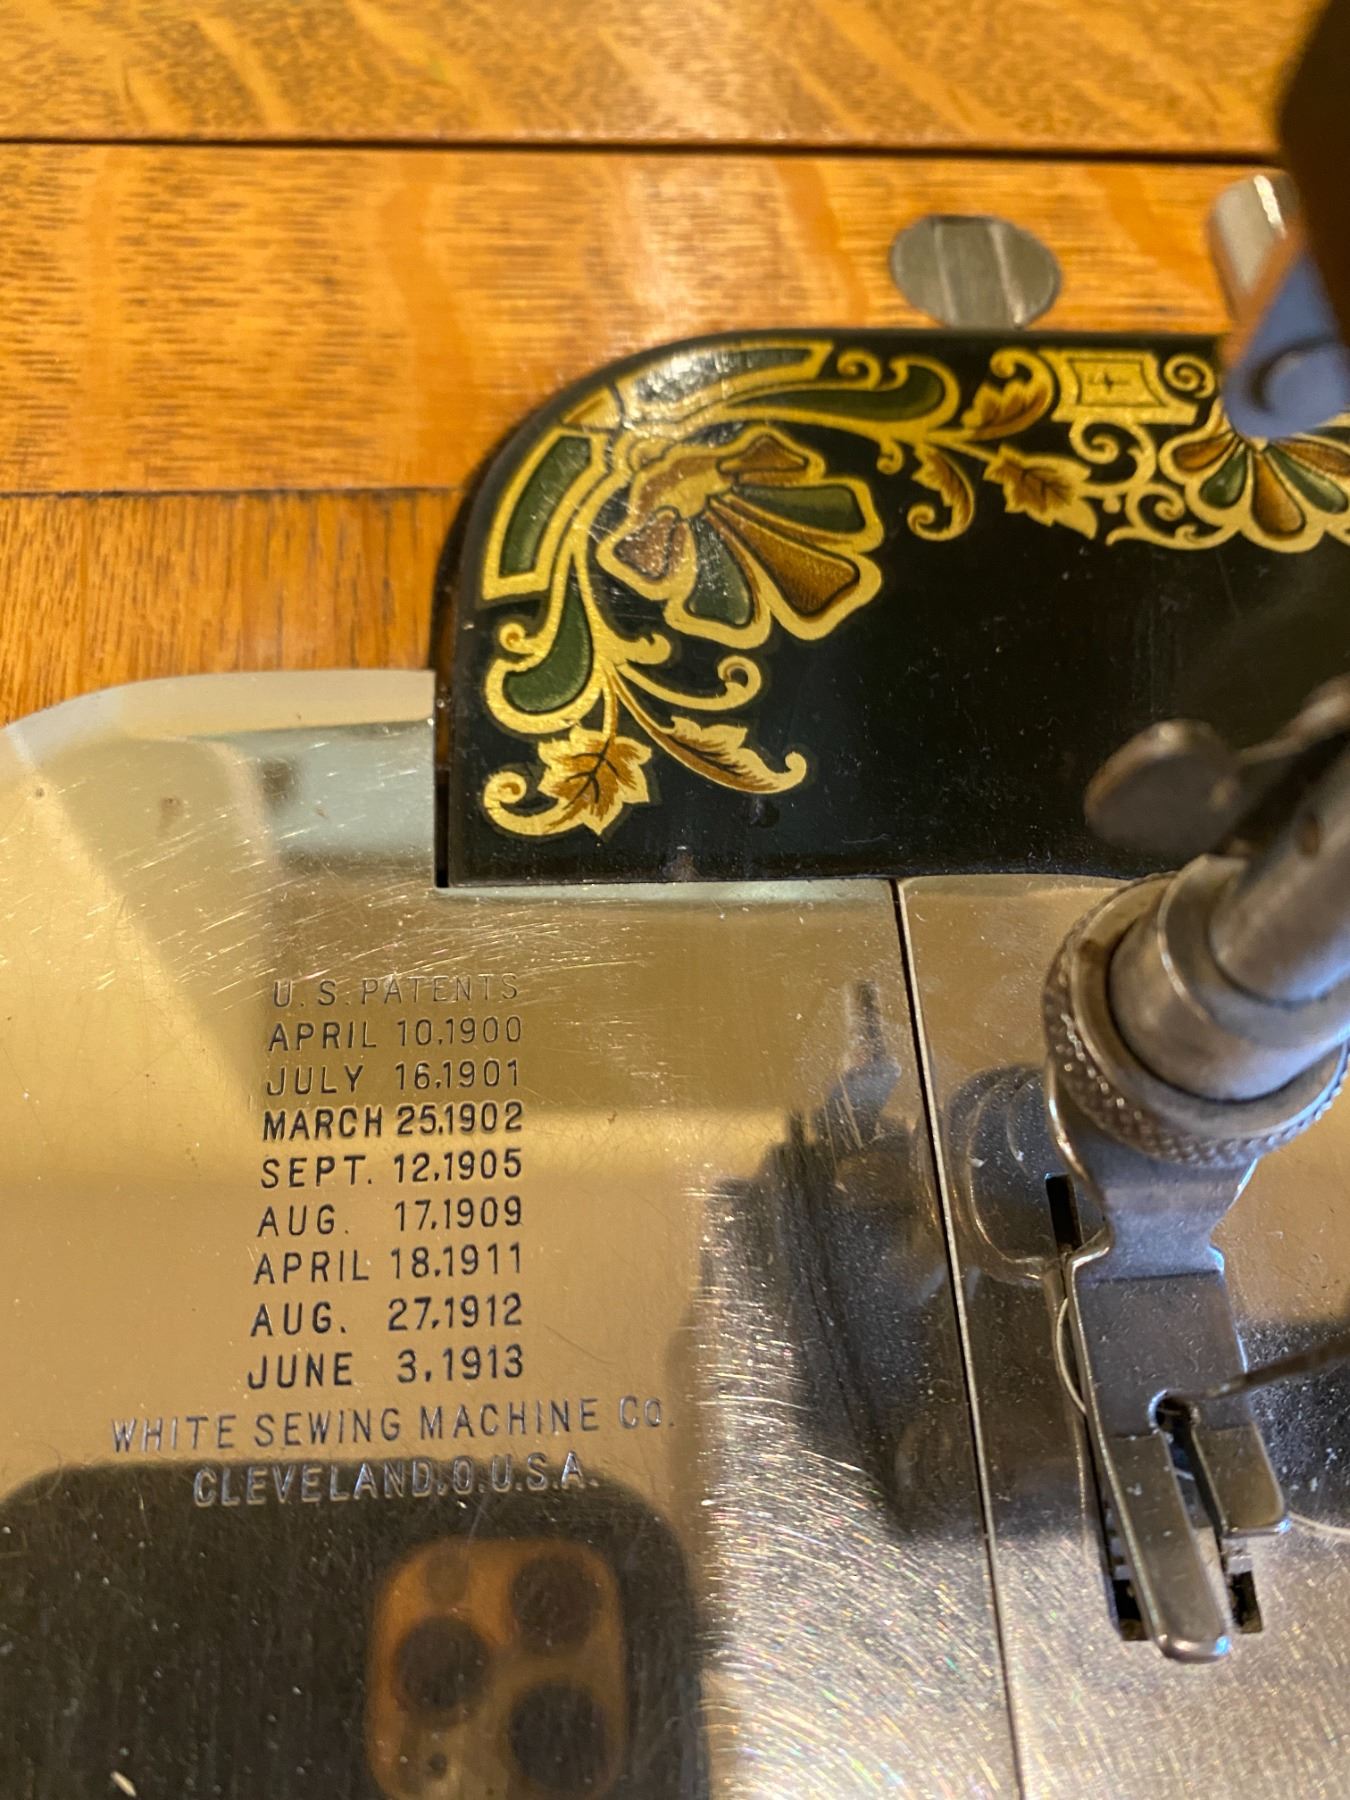 U.S. PATENTS
APRIL 10,1900
JULY 16,1901
MARCH 25,1902
SEPT. 12,1905
AUG. 17,1909
APRIL 18,1911
AUG. 27,1912
JUNE 3,1913
WHITE SEWING MACHINE CO.
CLEVELAND,O.U.S.A.